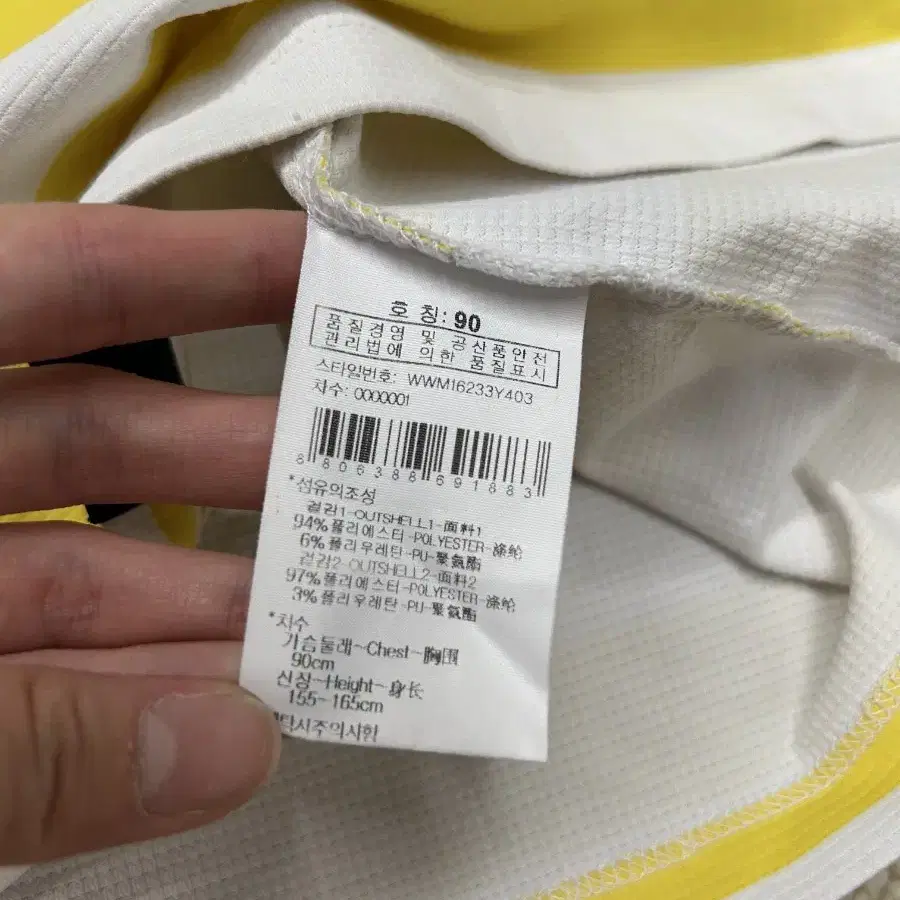 호 칭: 90
품질경영 및 공산품안전
관리법에 의한 품질표시
스타일번호: WWM16233Y403
차수: 0000001
8 806388 691883
*섬유의조성
겉감1-OUTSHELL1-面料1
94%폴리에스터-POLYESTER-涤纶
6%폴리우레탄-PU-聚氨酯
겉감2-OUTSHELL2-面料2
97%폴리에스터-POLYESTER-涤纶
3%폴리우레탄-PU-聚氨酯
*치수
가슴둘레~Chest~胸围
90cm
신장~Height~身长
155~165cm
세탁시주의사항